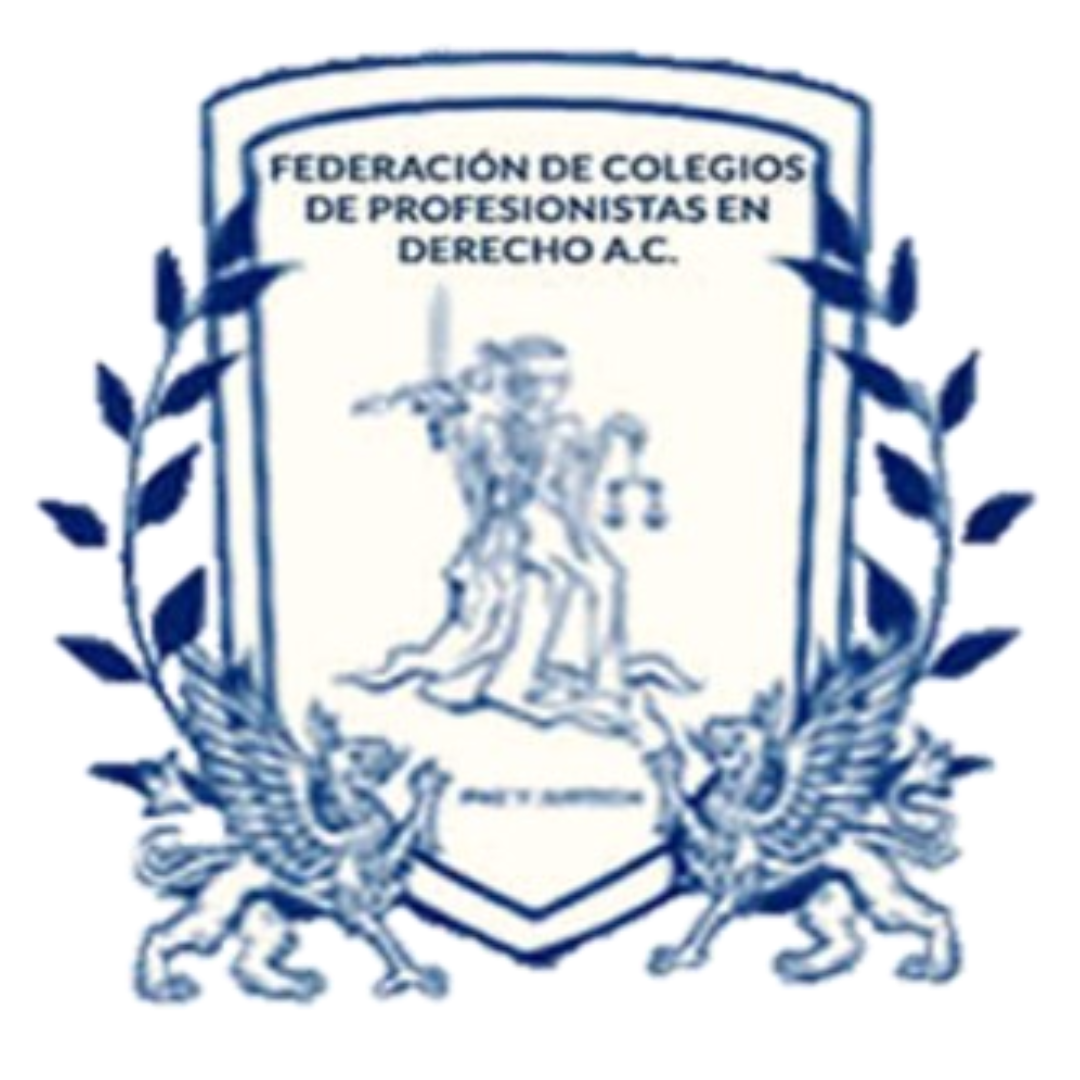 FEDERACIÓN DE COLEGIOS
DE PROFESIONISTAS EN
DERECHO A.C.